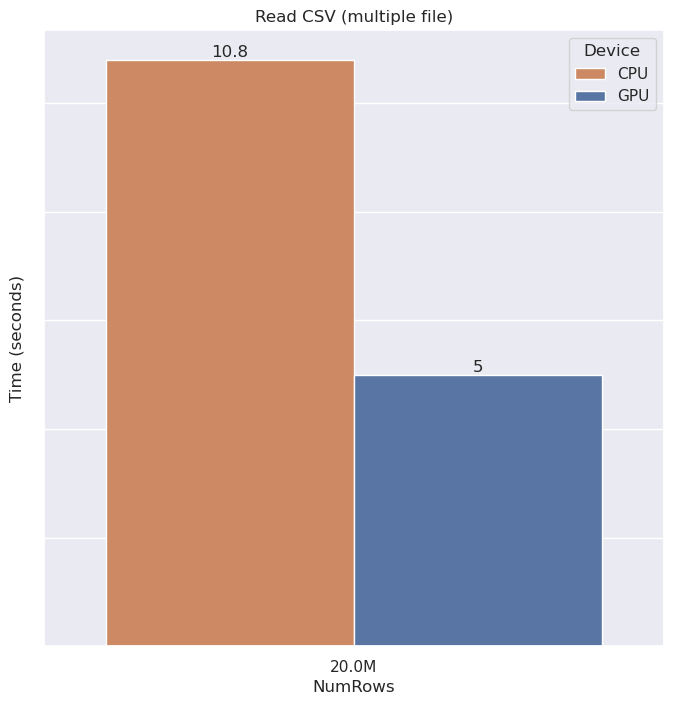 Read CSV (multiple file)
10.8
Device
CPU
GPU
5
Time (seconds)
20.0M
NumRows